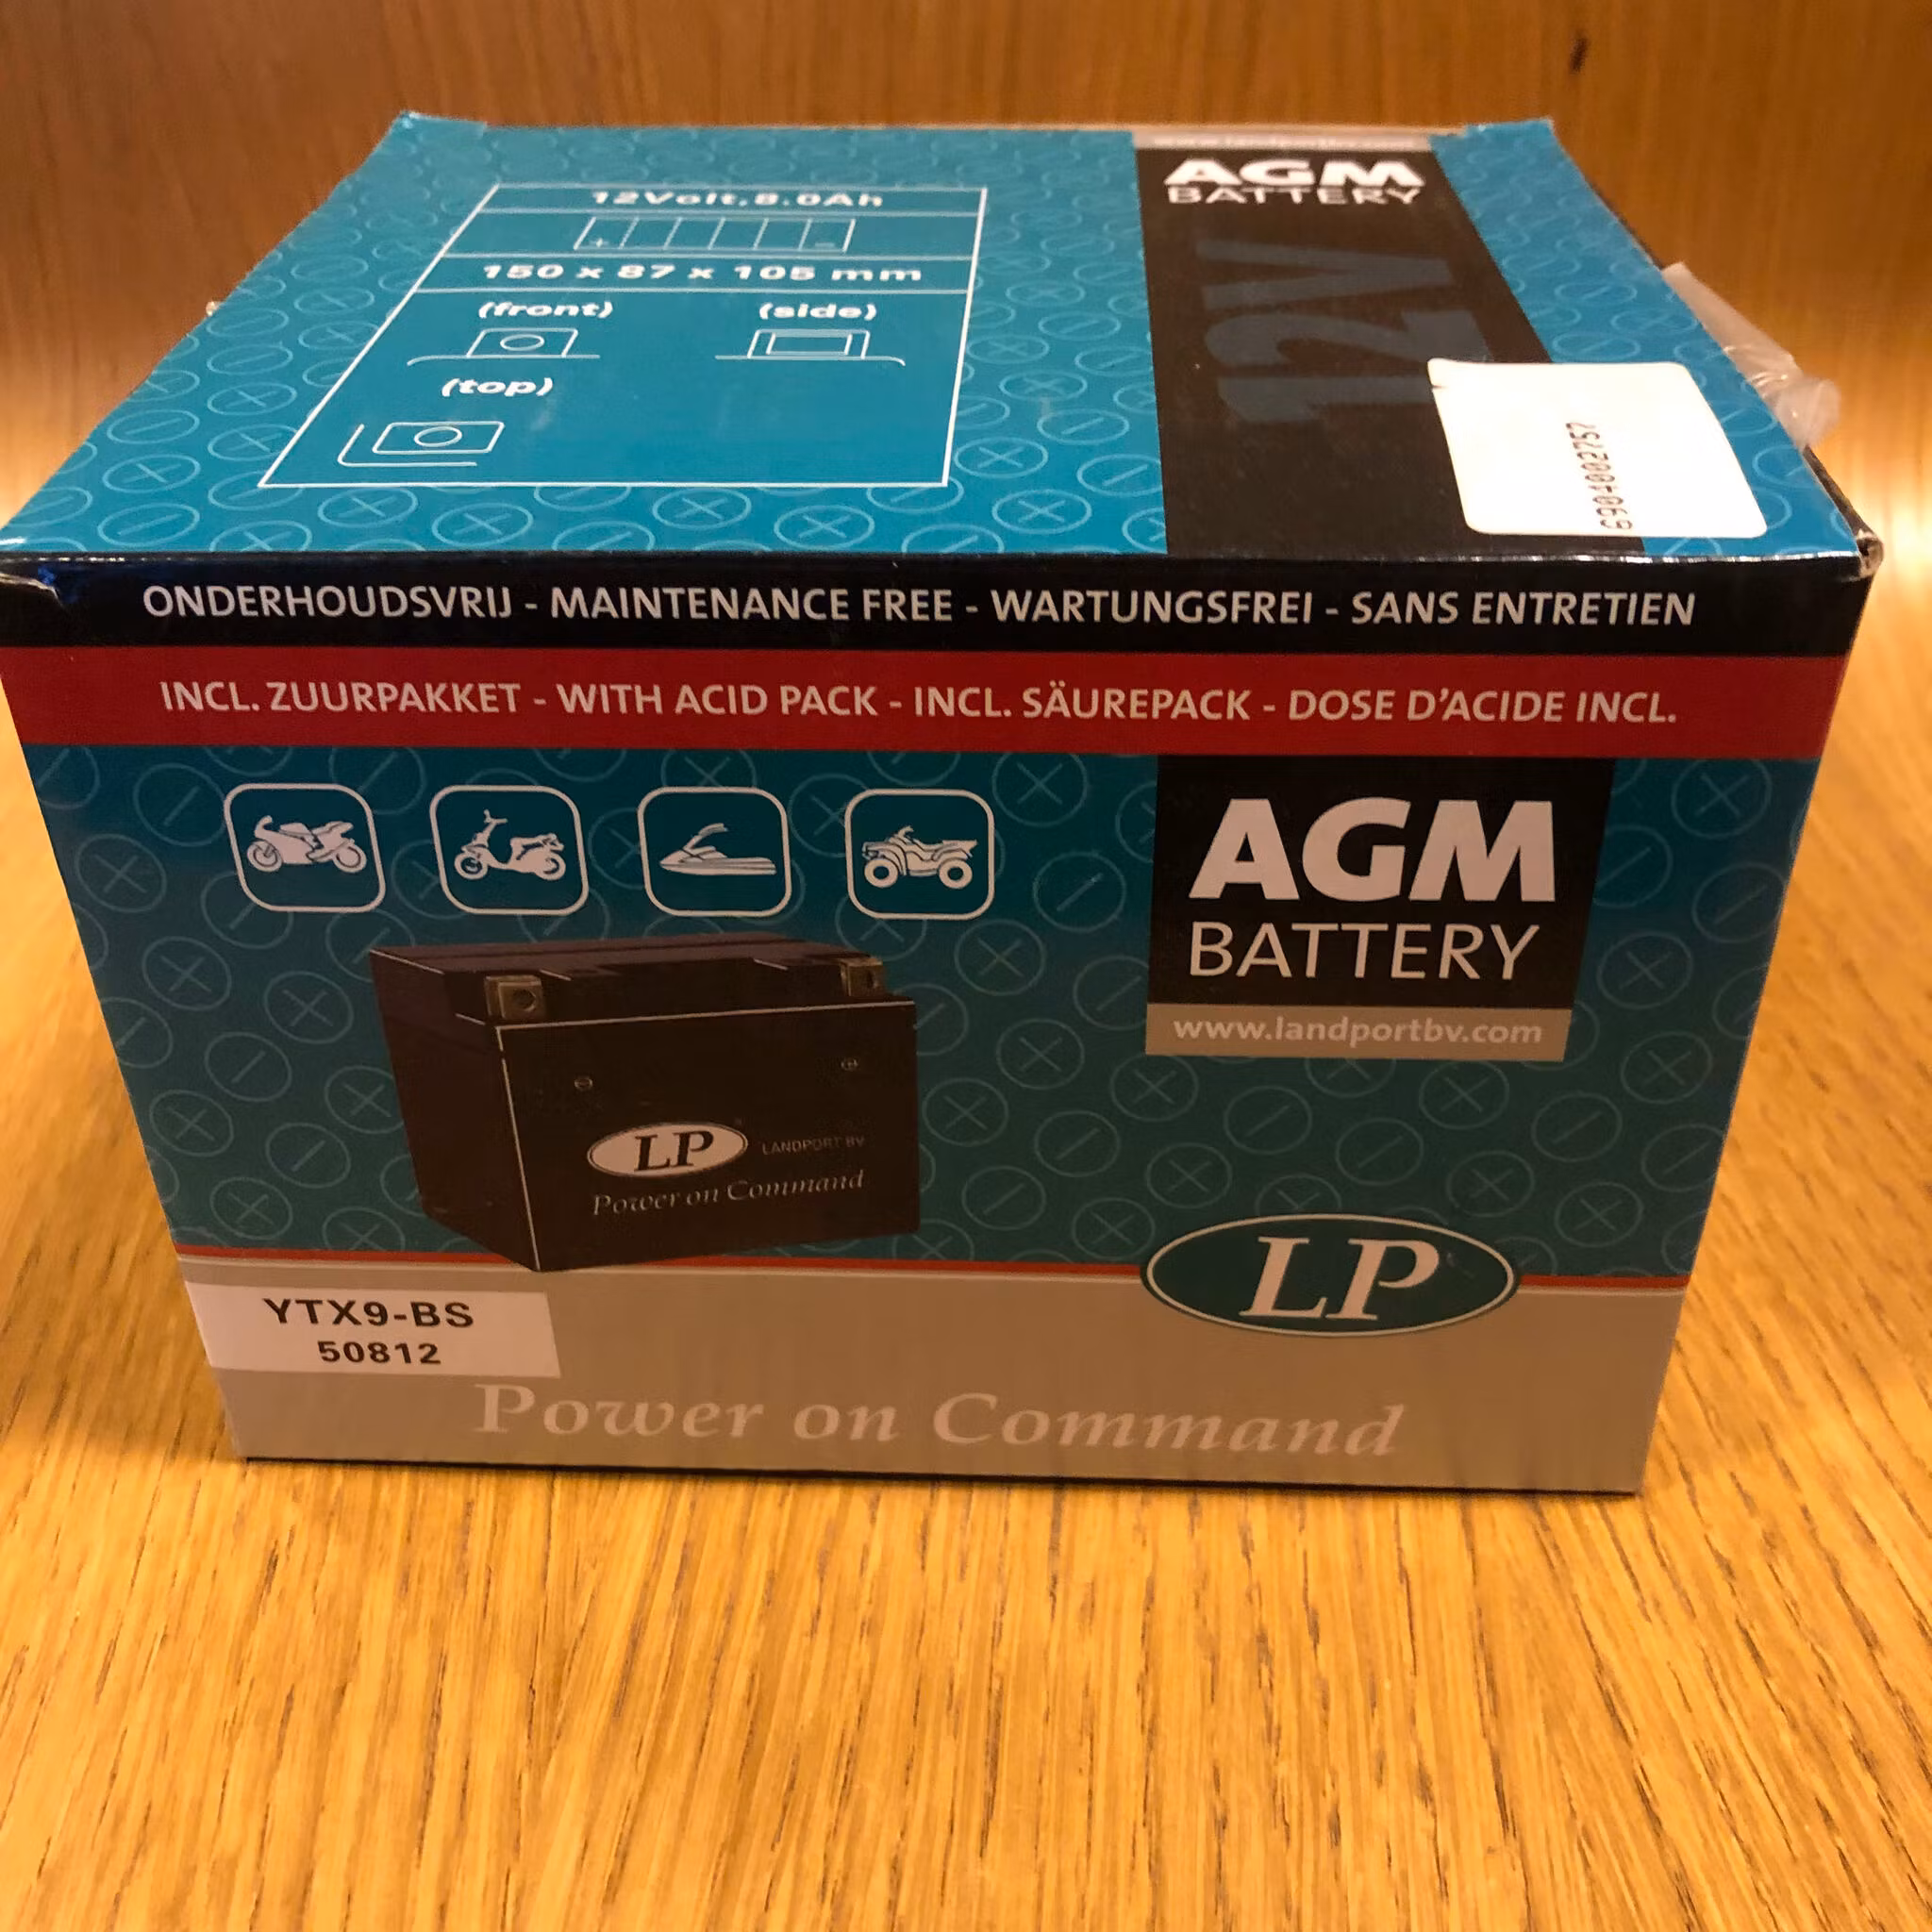 www.landportbv.com
AGM
BATTERY
12V
12Volt,8.0Ah
+ −
150 x 87 x 105 mm
(front) (side)
(top)
6904002757
ONDERHOUDSVRIJ - MAINTENANCE FREE - WARTUNGSFREI - SANS ENTRETIEN
INCL. ZUURPAKKET - WITH ACID PACK - INCL. SÄUREPACK - DOSE D'ACIDE INCL.
AGM
BATTERY
www.landportbv.com
LP LANDPORT BV
Power on Command
LP
YTX9-BS
50812
Power on Command